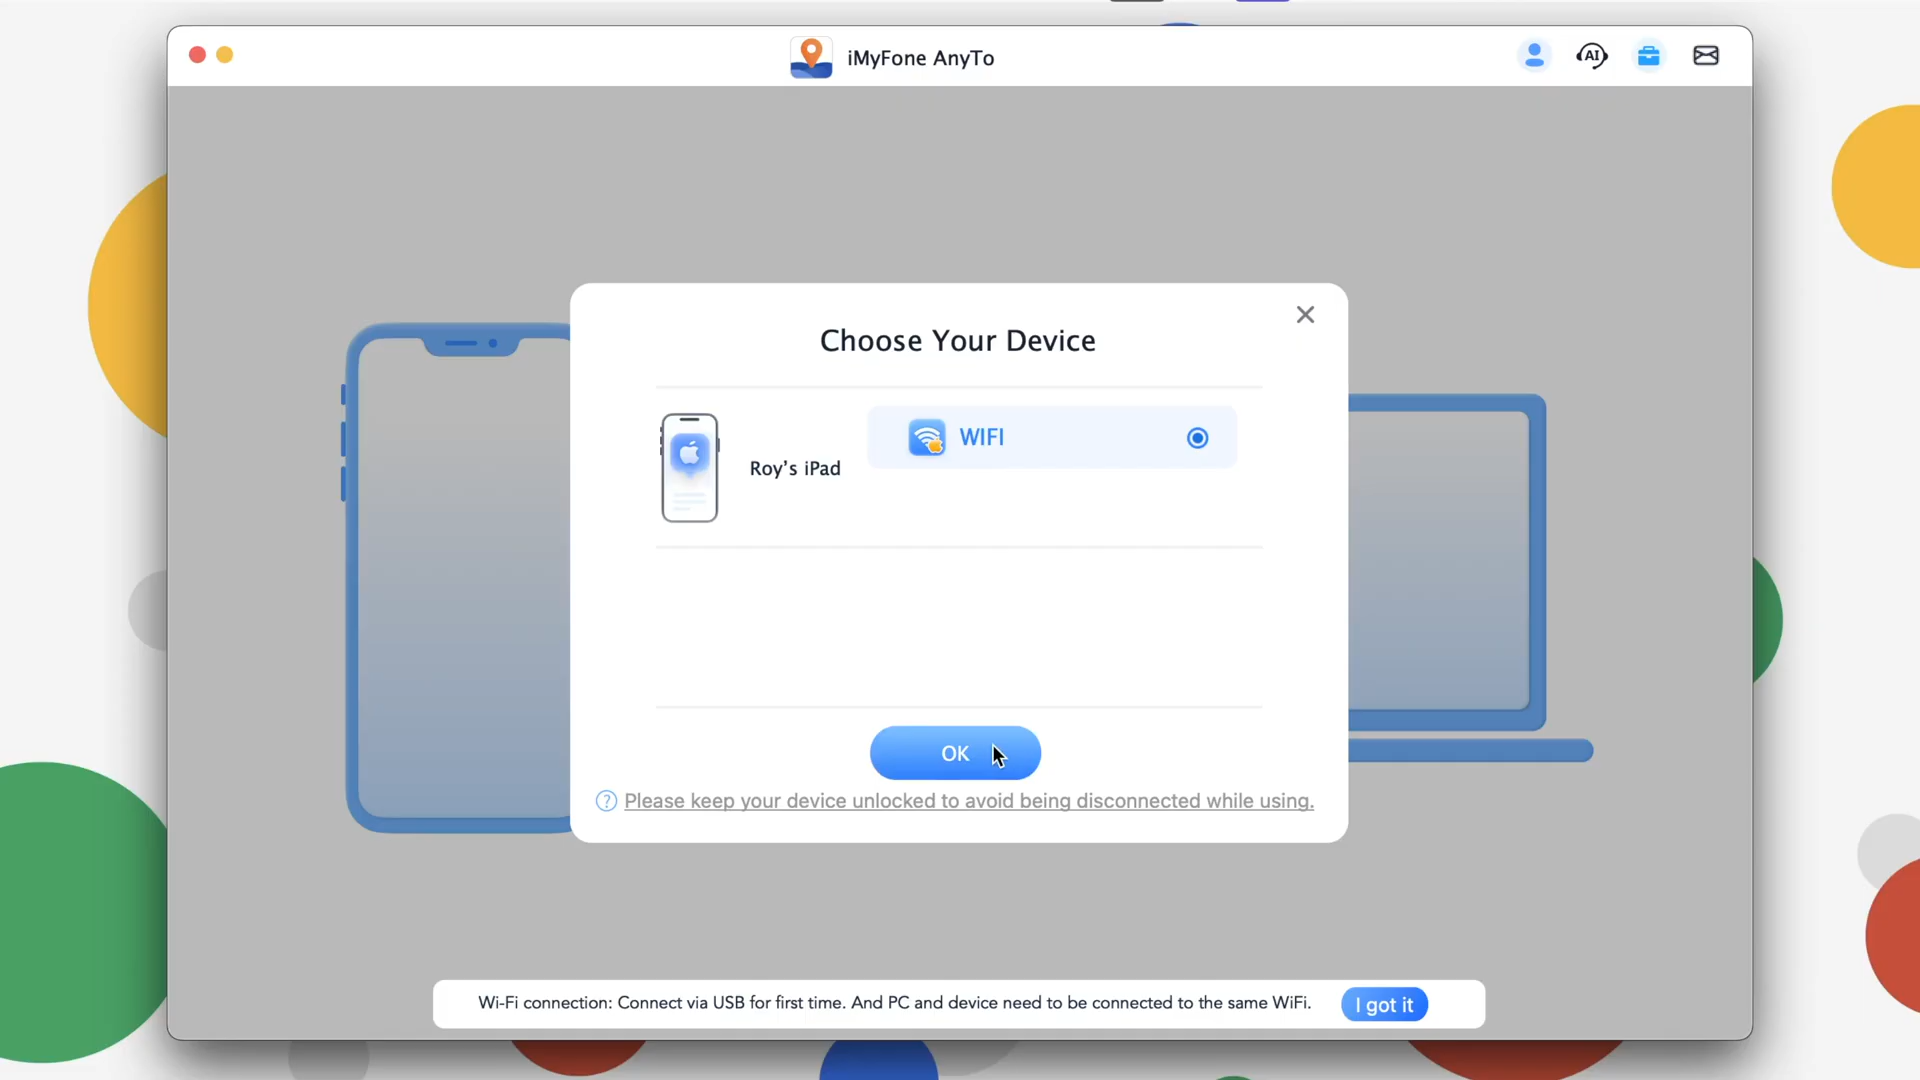 iMyFone AnyTo
AI
Choose Your Device
Roy's iPad
WIFI
OK
Please keep your device unlocked to avoid being disconnected while using.
Wi-Fi connection: Connect via USB for first time. And PC and device need to be connected to the same WiFi.
I got it